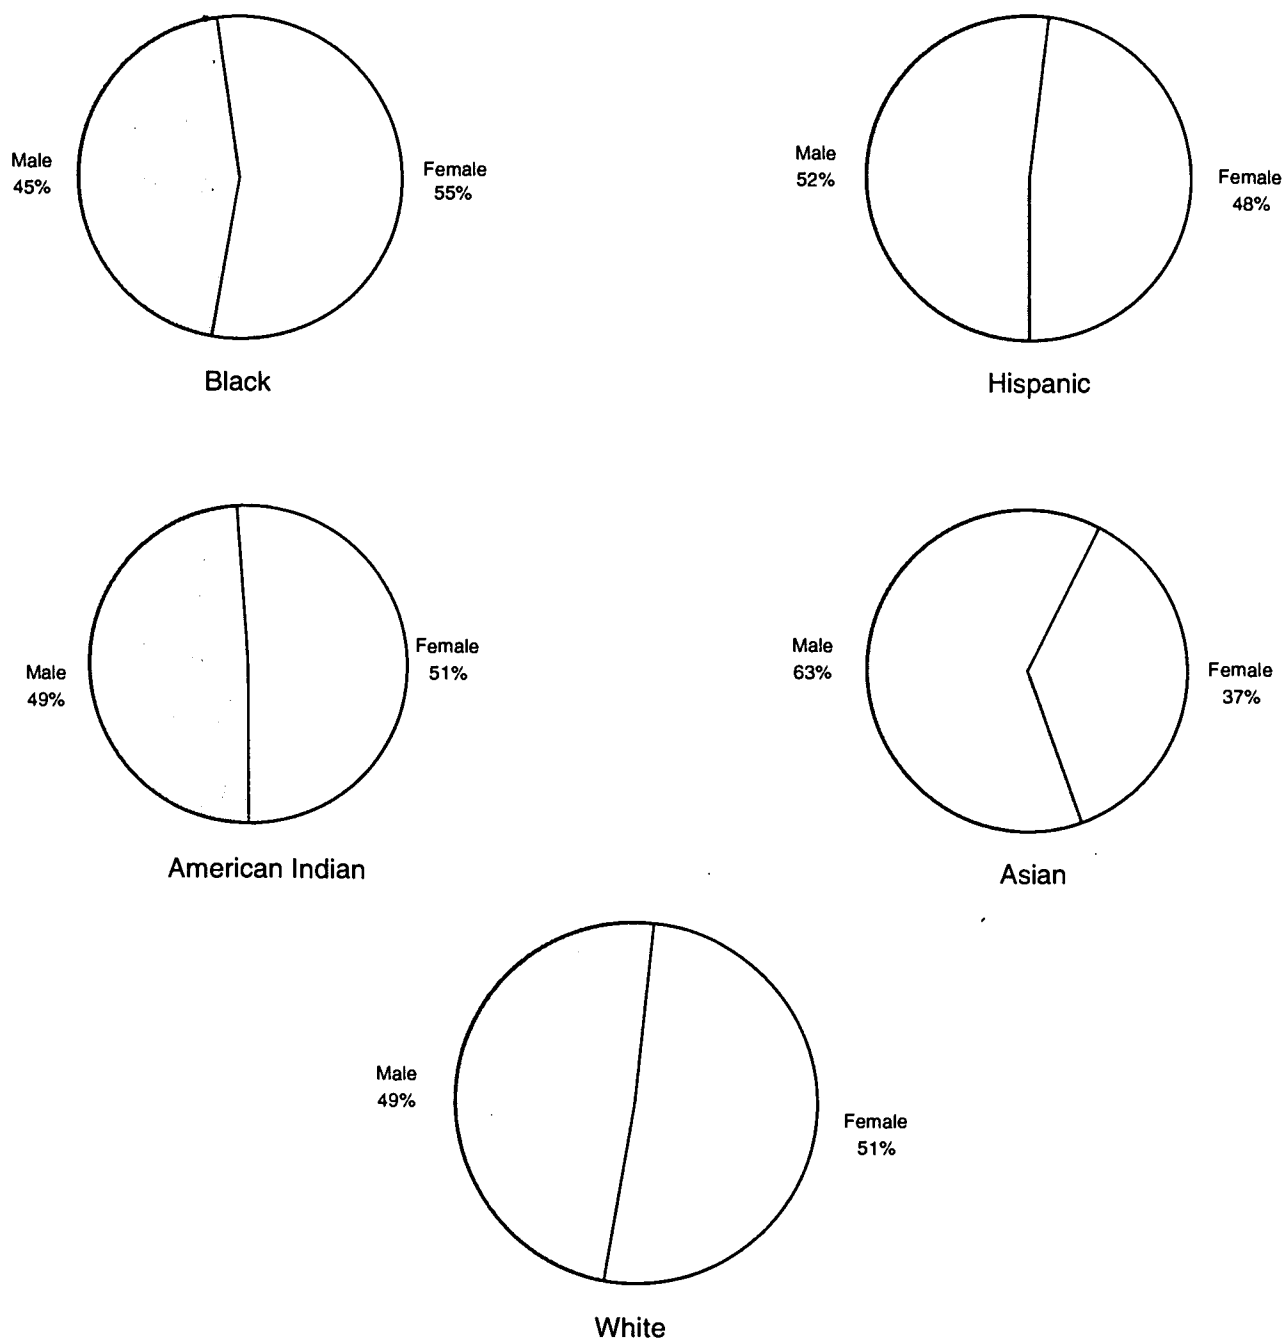 Male
45%
Female
55%
Black
Male
52%
Female
48%
Hispanic
Male
49%
Female
51%
American Indian
Male
63%
Female
37%
Asian
Male
49%
Female
51%
White